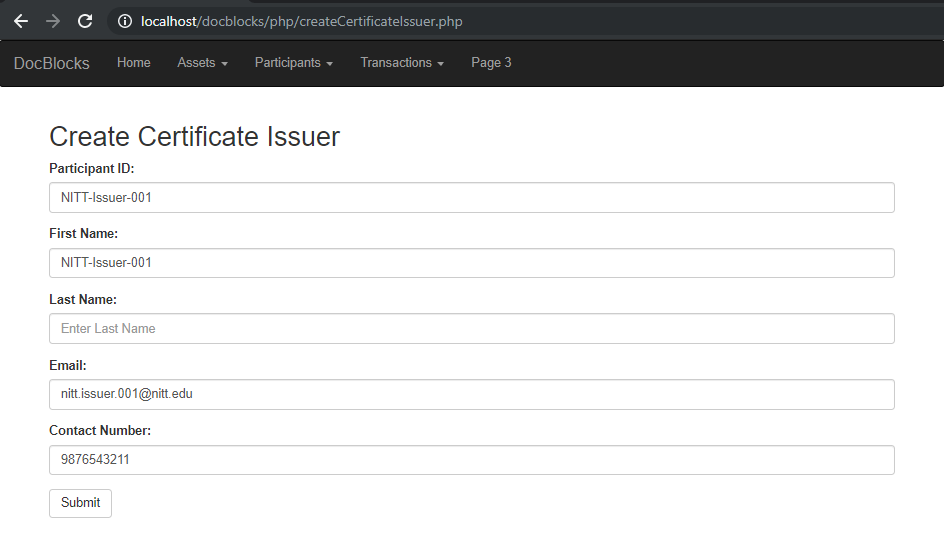 localhost/docblocks/php/createCertificateIssuer.php
DocBlocks Home Assets Participants Transactions Page 3
Create Certificate Issuer
Participant ID:
NITT-Issuer-001
First Name:
NITT-Issuer-001
Last Name:
Enter Last Name
Email:
nitt.issuer.001@nitt.edu
Contact Number:
9876543211
Submit